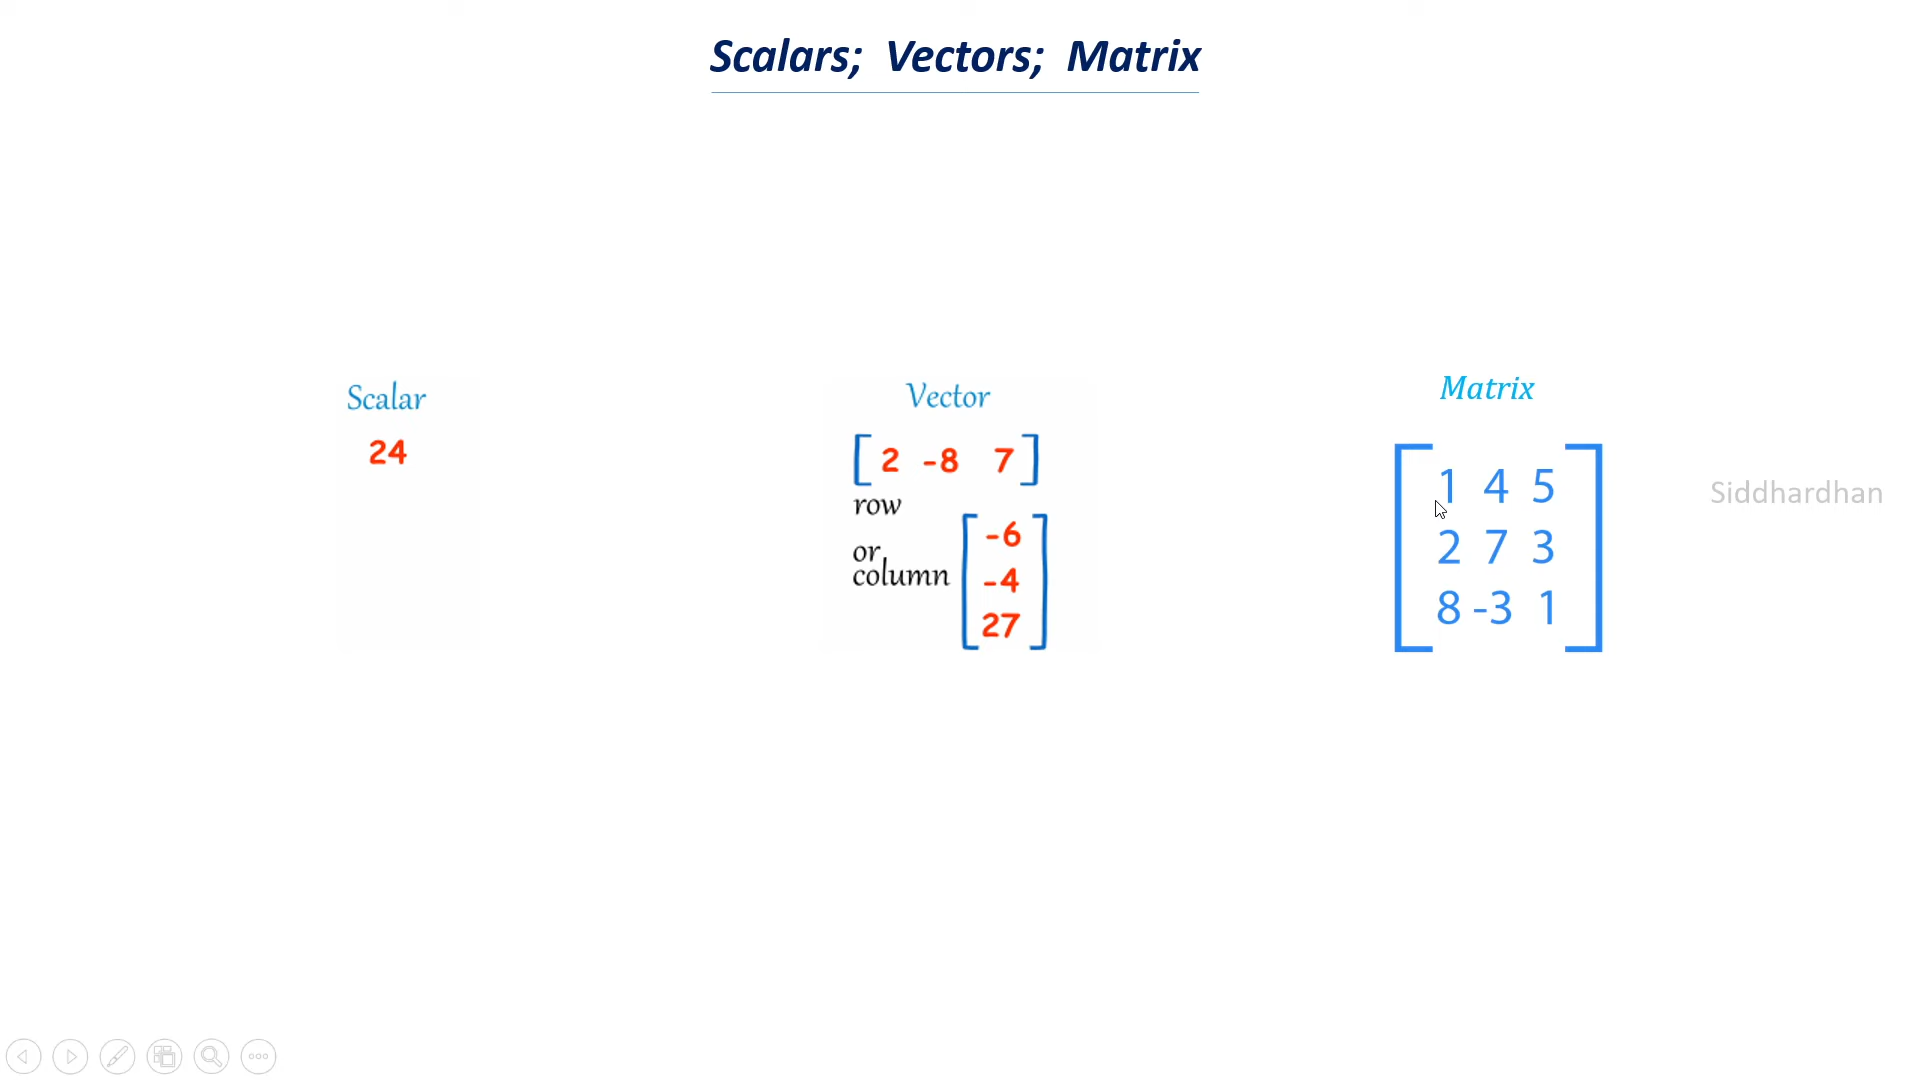 Scalars; Vectors; Matrix
Scalar
24
Vector
2 -8 7
row
or
column
-6
-4
27
Matrix
1 4 5
2 7 3
8 -3 1
Siddhardhan